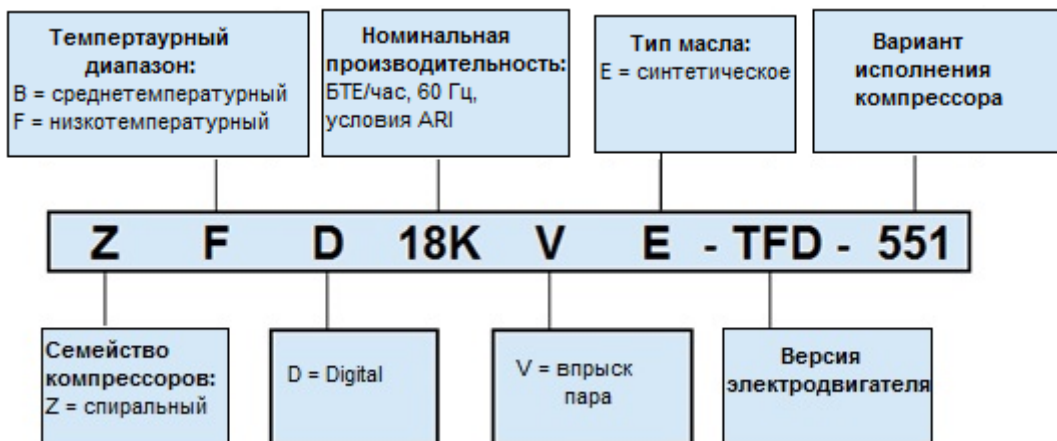 Темпертаурный
диапазон:
B = среднетемпературный
F = низкотемпературный
Номинальная
производительность:
БТЕ/час, 60 Гц,
условия ARI
Тип масла:
E = синтетическое
Вариант
исполнения
компрессора
Z F D 18K V E - TFD - 551
Семейство
компрессоров:
Z = спиральный
D = Digital
V = впрыск
пара
Версия
электродвигателя